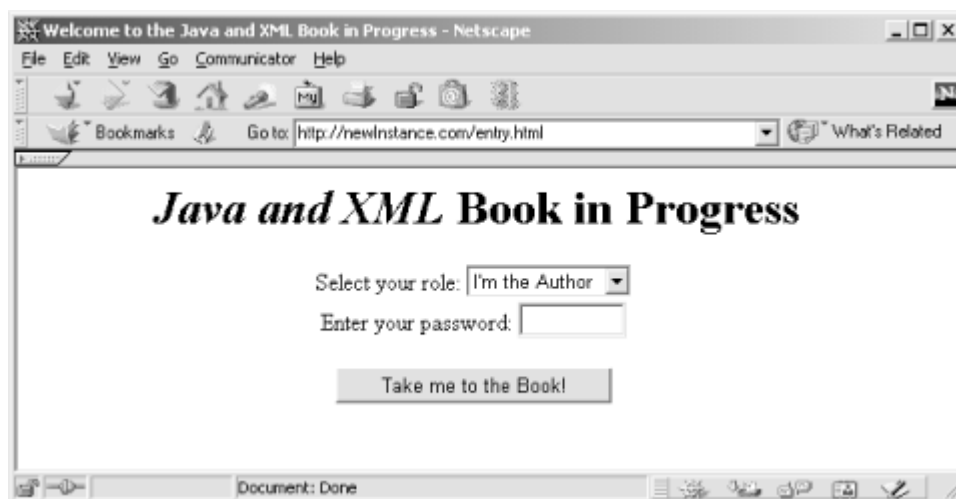 Welcome to the Java and XML Book in Progress - Netscape
File Edit View Go Communicator Help
My
N
Bookmarks Go to: http://newInstance.com/entry.html What's Related
Java and XML Book in Progress
Select your role: I'm the Author
Enter your password:
Take me to the Book!
Document: Done